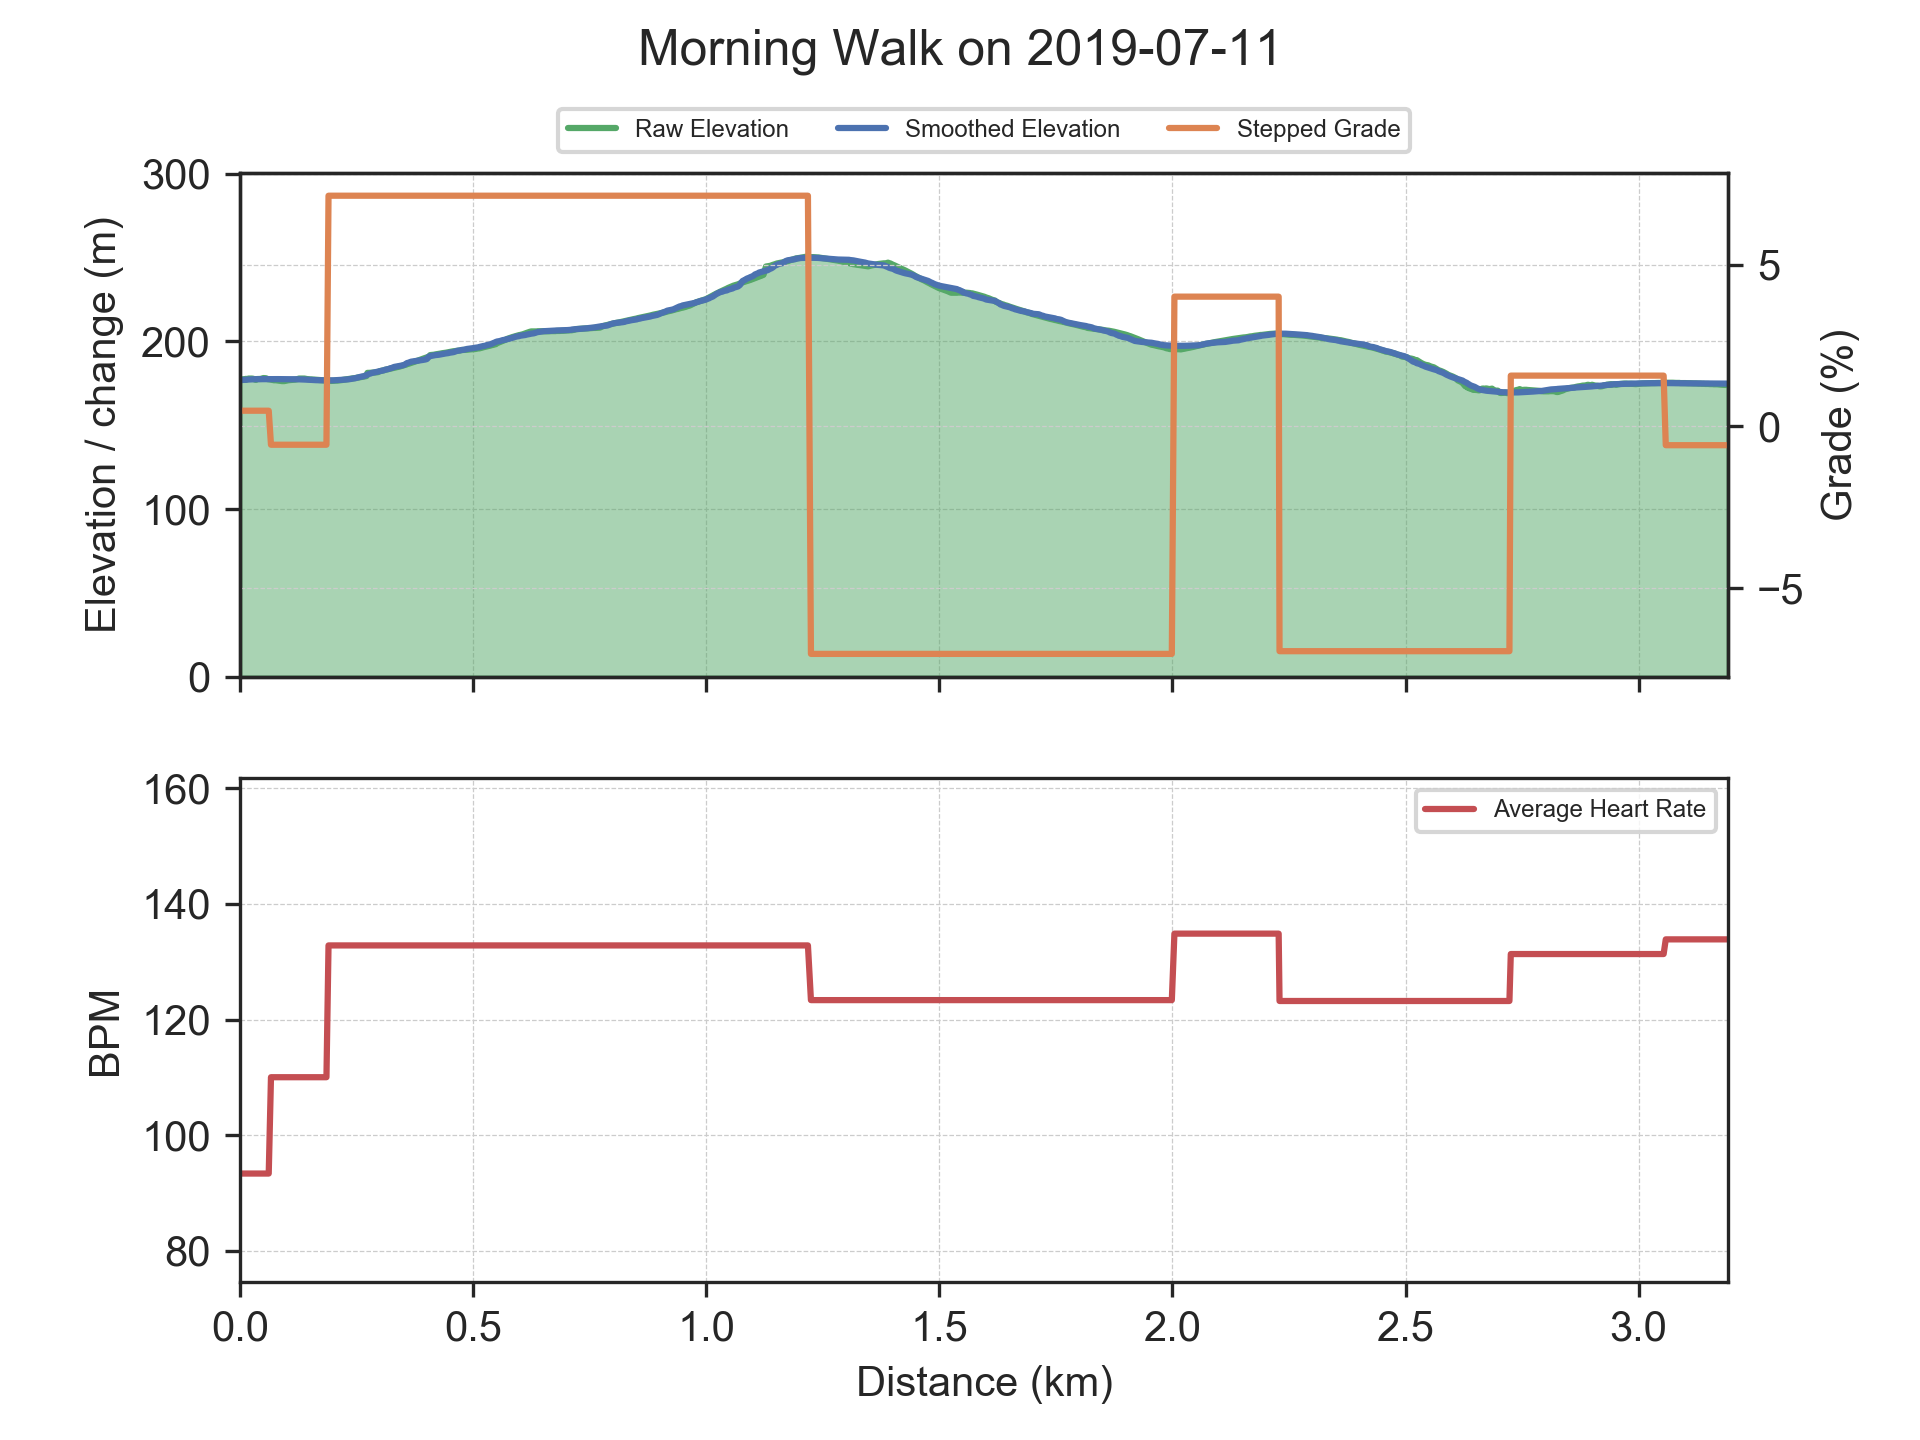 Morning Walk on 2019-07-11
Raw Elevation Smoothed Elevation Stepped Grade
300
200
100
0
Elevation / change (m)
5
0
−5
Grade (%)
160
140
120
100
80
BPM
Average Heart Rate
0.0 0.5 1.0 1.5 2.0 2.5 3.0
Distance (km)